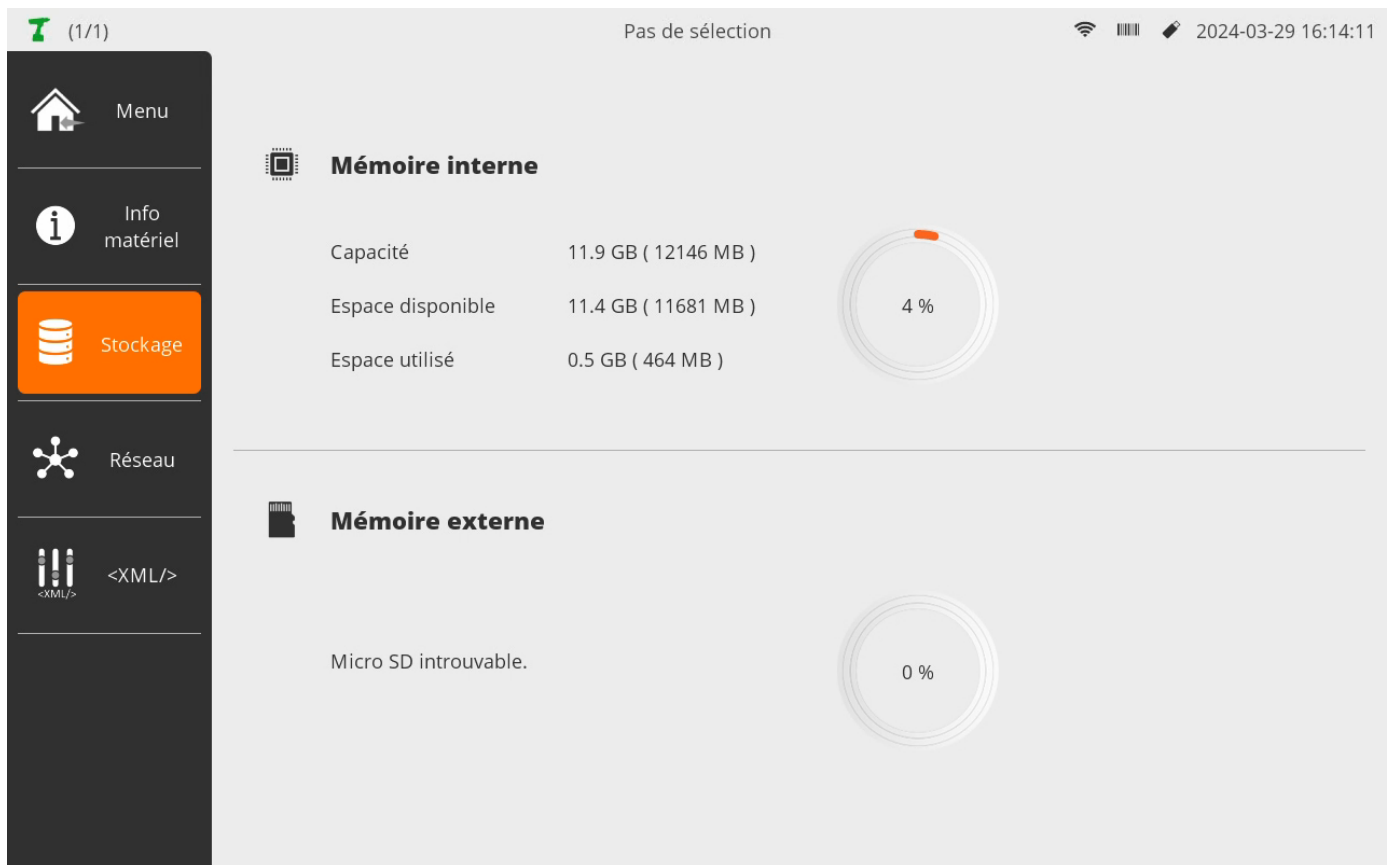 (1/1)
Pas de sélection
2024-03-29 16:14:11
Menu
Info
matériel
Stockage
Réseau
<XML/>
<XML/>
Mémoire interne
Capacité 11.9 GB ( 12146 MB )
Espace disponible 11.4 GB ( 11681 MB )
Espace utilisé 0.5 GB ( 464 MB )
4 %
Mémoire externe
Micro SD introuvable.
0 %